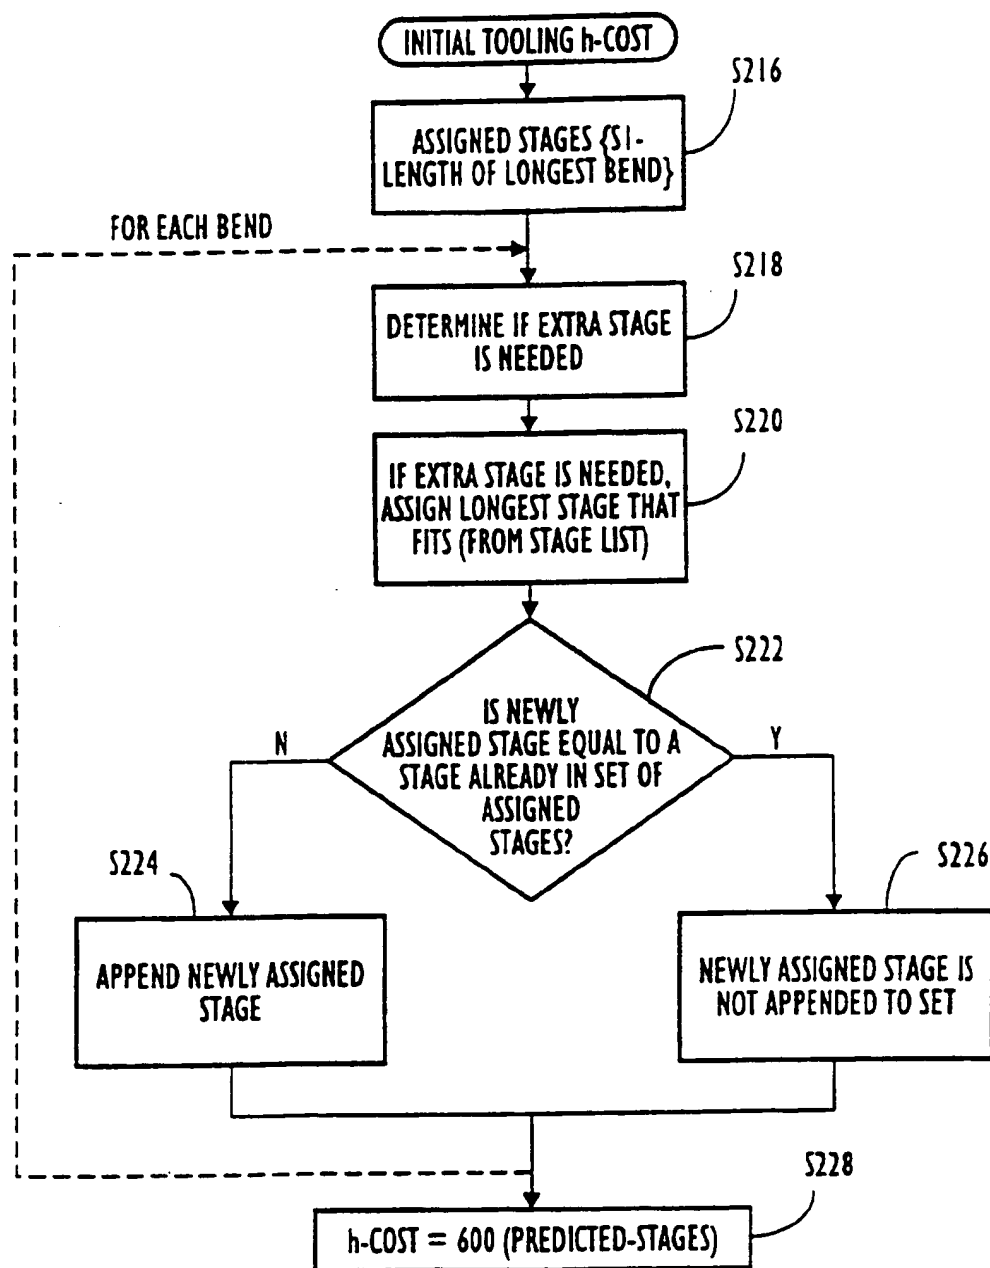 INITIAL TOOLING h-COST
S216
ASSIGNED STAGES {S1-
LENGTH OF LONGEST BEND}
FOR EACH BEND
S218
DETERMINE IF EXTRA STAGE
IS NEEDED
S220
IF EXTRA STAGE IS NEEDED,
ASSIGN LONGEST STAGE THAT
FITS (FROM STAGE LIST)
S222
IS NEWLY
ASSIGNED STAGE EQUAL TO A
STAGE ALREADY IN SET OF
ASSIGNED
STAGES?
N
Y
S224
APPEND NEWLY ASSIGNED
STAGE
S226
NEWLY ASSIGNED STAGE IS
NOT APPENDED TO SET
S228
h-COST = 600 (PREDICTED-STAGES)